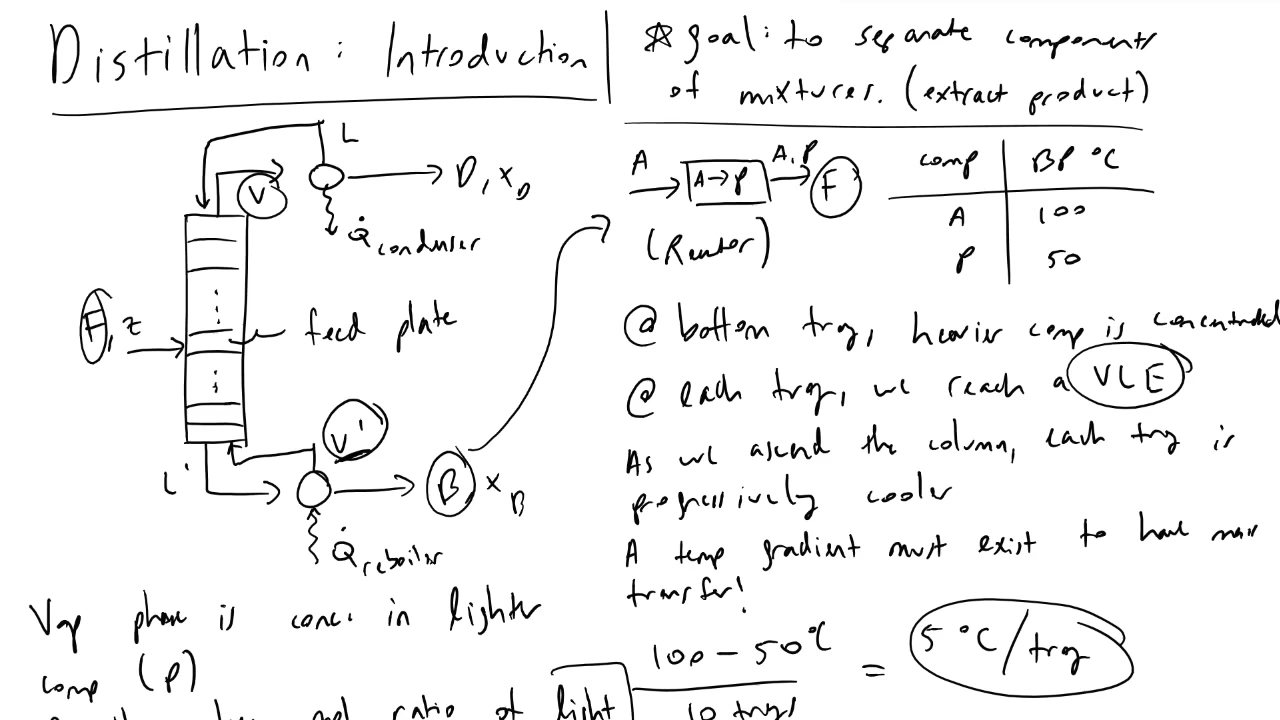 Distillation: Introduction
☆ goal: to separate components
of mixtures. (extract product)
L
V
D, x_D
Q̇ condenser
F, z
feed plate
V'
L'
B x_B
Q̇ reboiler
A
A→P
A, P
F
(Reactor)
comp BP °C
A 100
P 50
@ bottom tray, heavier comp is concentrated
@ each tray, we reach a VLE
As we ascend the column, each tray is
progressively cooler
A temp gradient must exist to have mass
transfer!
Vap phase is conc. in lighter
comp (P)
100 - 50°C
10 trays
= 5 °C/tray
ratio of light